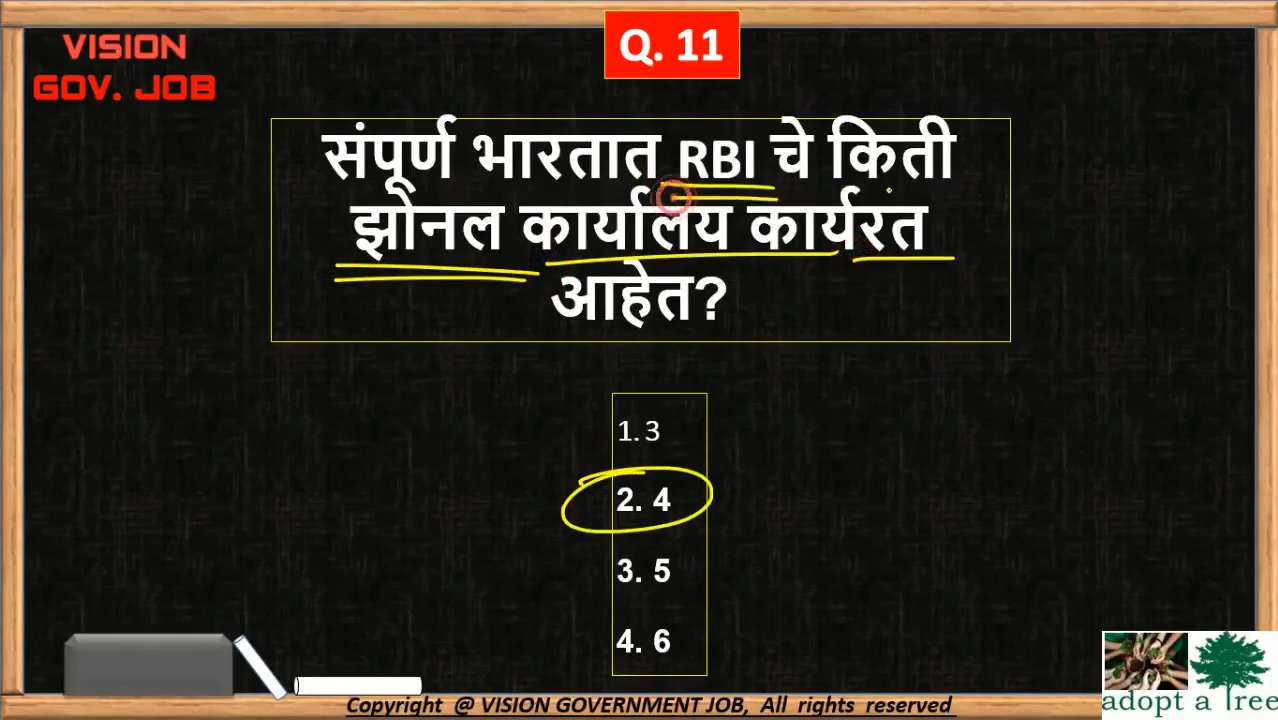 VISION
GOV. JOB
Q. 11
संपूर्ण भारतात RBI चे किती
झोनल कार्यालय कार्यरत
आहेत?
1. 3
2. 4
3. 5
4. 6
adopt a Tree
Copyright @ VISION GOVERNMENT JOB, All rights reserved